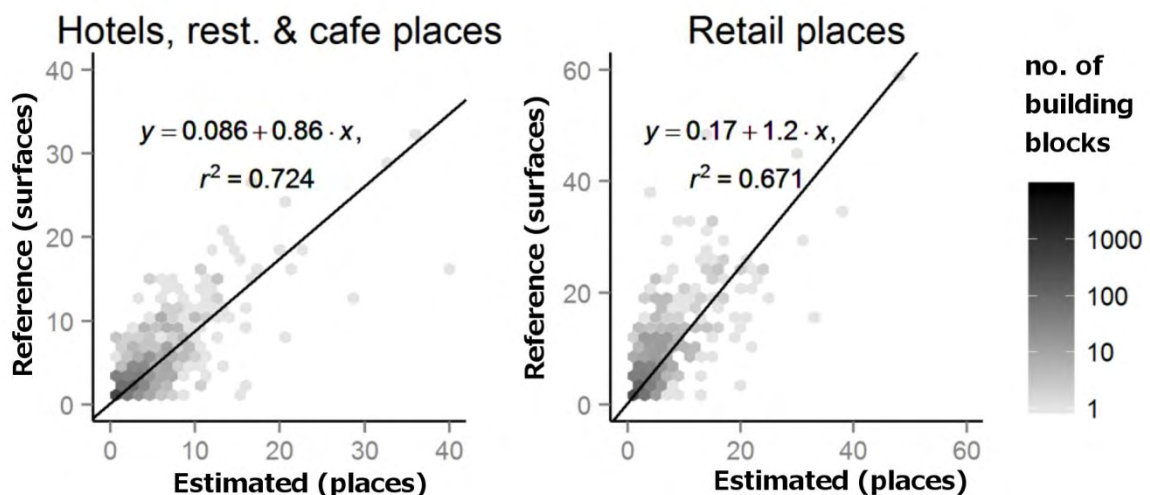 Hotels, rest. & cafe places
Reference (surfaces)
40
30
20
10
0
y = 0.086 + 0.86 · x,
r² = 0.724
0 10 20 30 40
Estimated (places)
Retail places
Reference (surfaces)
60
40
20
0
y = 0.17 + 1.2 · x,
r² = 0.671
0 20 40 60
Estimated (places)
no. of
building
blocks
1000
100
10
1